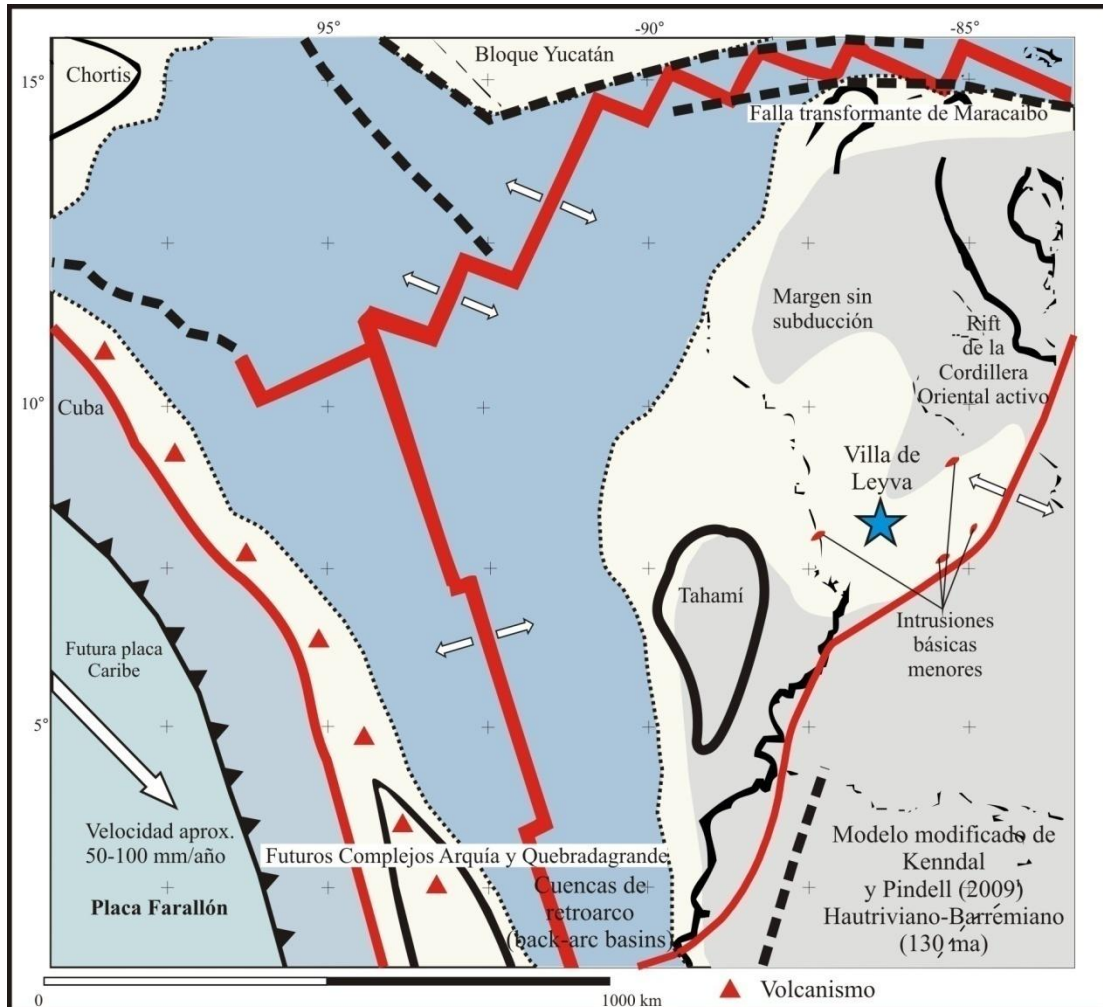 95°
-90°
-85°
15°
10°
5°
Chortis
Bloque Yucatán
Falla transformante de Maracaibo
Margen sin
subducción
Rift
de la
Cordillera
Oriental activo
Cuba
Villa de
Leyva
Tahamí
Intrusiones
básicas
menores
Futura placa
Caribe
Velocidad aprox.
50-100 mm/año
Placa Farallón
Futuros Complejos Arquía y Quebradagrande
Cuencas de
retroarco
(back-arc basins)
Modelo modificado de
Kenndal
y Pindell (2009)
Hautriviano-Barremiano
(130 ma)
0
1000 km
Volcanismo